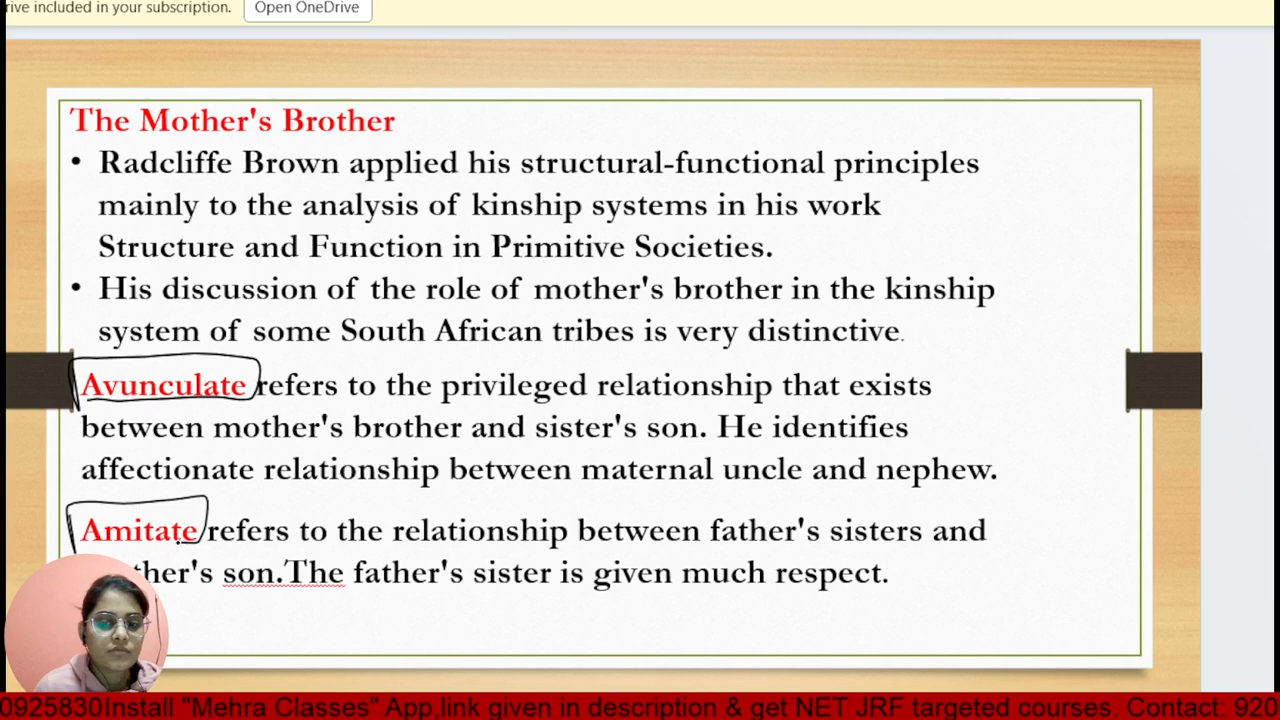 rive included in your subscription. Open OneDrive
The Mother's Brother
• Radcliffe Brown applied his structural-functional principles
mainly to the analysis of kinship systems in his work
Structure and Function in Primitive Societies.
• His discussion of the role of mother's brother in the kinship
system of some South African tribes is very distinctive.
Avunculate refers to the privileged relationship that exists
between mother's brother and sister's son. He identifies
affectionate relationship between maternal uncle and nephew.
Amitate refers to the relationship between father's sisters and
ther's son.The father's sister is given much respect.
0925830Install "Mehra Classes" App,link given in description & get NET JRF targeted courses. Contact: 920